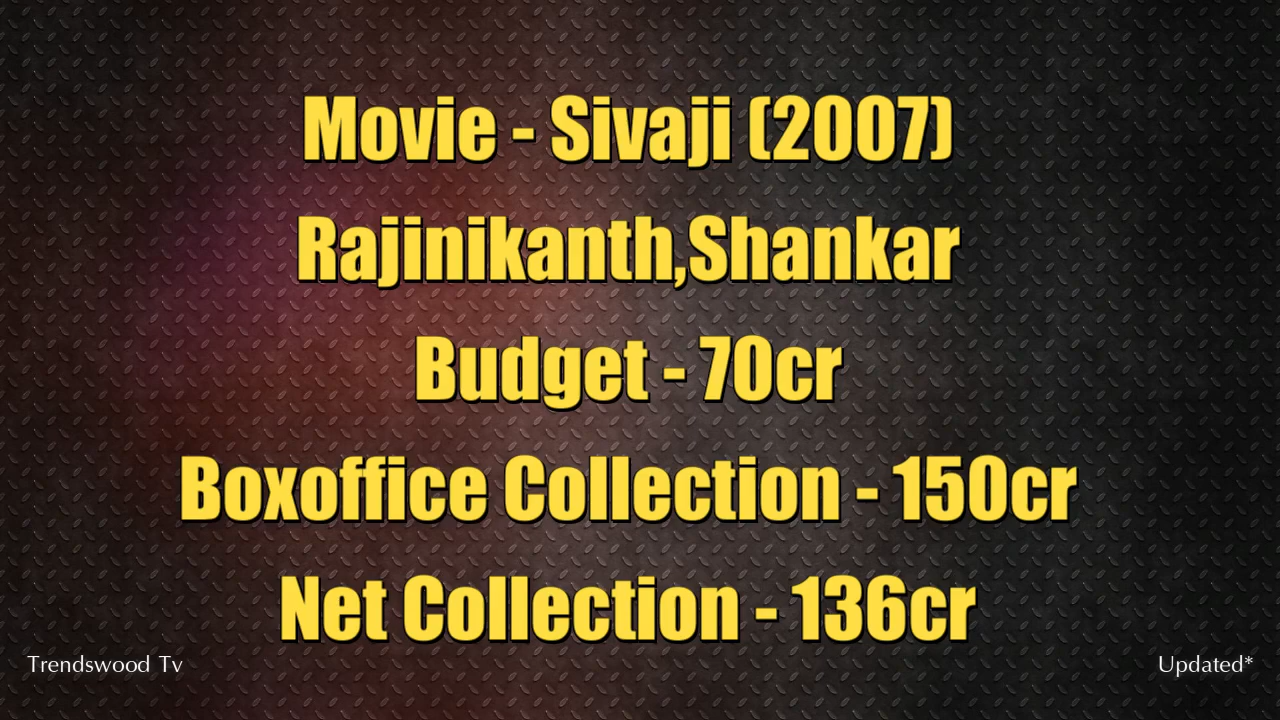 Movie - Sivaji (2007)
Rajinikanth,Shankar
Budget - 70cr
Boxoffice Collection - 150cr
Net Collection - 136cr
Trendswood Tv
Updated*